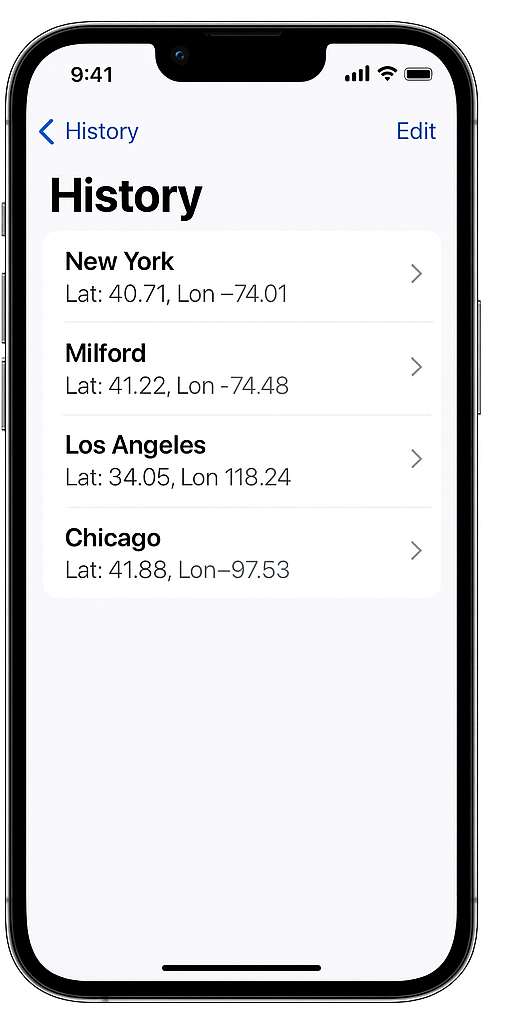 9:41
History
Edit
History
New York
Lat: 40.71, Lon –74.01
Milford
Lat: 41.22, Lon -74.48
Los Angeles
Lat: 34.05, Lon 118.24
Chicago
Lat: 41.88, Lon–97.53